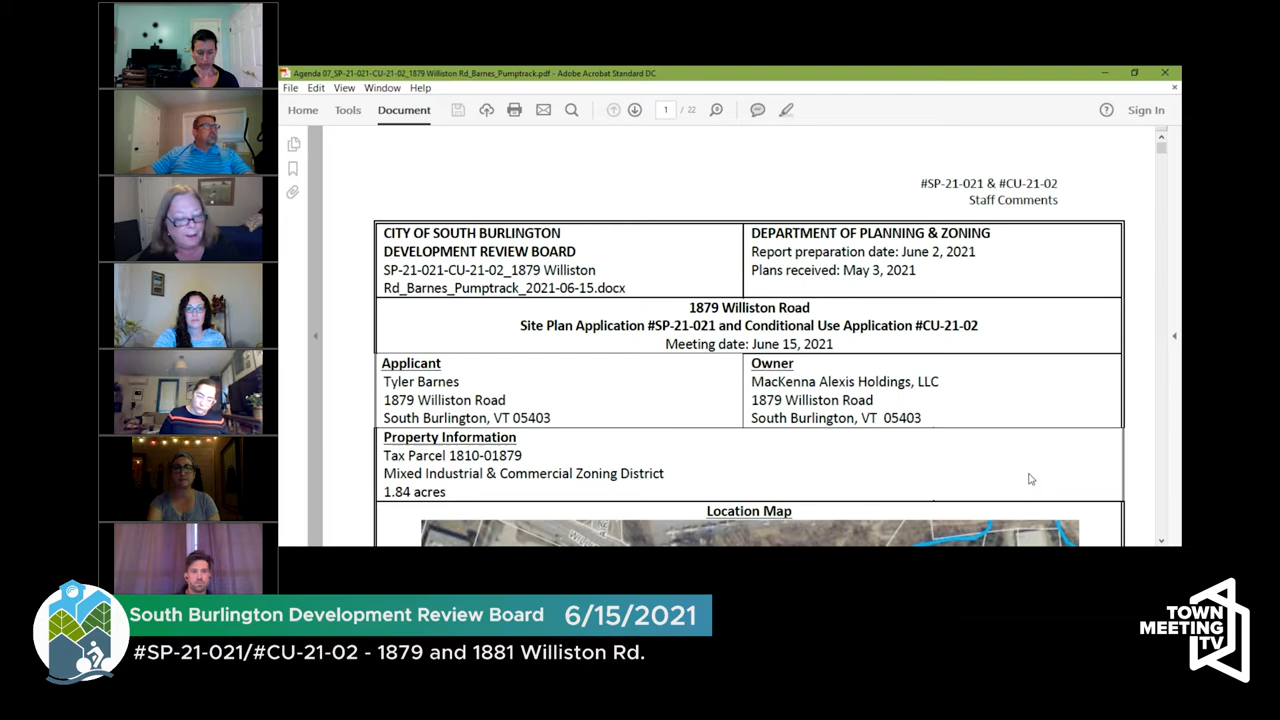 Agenda 07_SP-21-021-CU-21-02_1879 Williston Rd_Barnes_Pumptrack.pdf - Adobe Acrobat Standard DC
File Edit View Window Help
Home Tools Document 1 / 22 Sign In
#SP-21-021 & #CU-21-02
Staff Comments
CITY OF SOUTH BURLINGTON
DEVELOPMENT REVIEW BOARD
SP-21-021-CU-21-02_1879 Williston
Rd_Barnes_Pumptrack_2021-06-15.docx
DEPARTMENT OF PLANNING & ZONING
Report preparation date: June 2, 2021
Plans received: May 3, 2021
1879 Williston Road
Site Plan Application #SP-21-021 and Conditional Use Application #CU-21-02
Meeting date: June 15, 2021
Applicant
Tyler Barnes
1879 Williston Road
South Burlington, VT 05403
Owner
MacKenna Alexis Holdings, LLC
1879 Williston Road
South Burlington, VT 05403
Property Information
Tax Parcel 1810-01879
Mixed Industrial & Commercial Zoning District
1.84 acres
Location Map
South Burlington Development Review Board 6/15/2021
#SP-21-021/#CU-21-02 - 1879 and 1881 Williston Rd.
TOWN
MEETING
TV